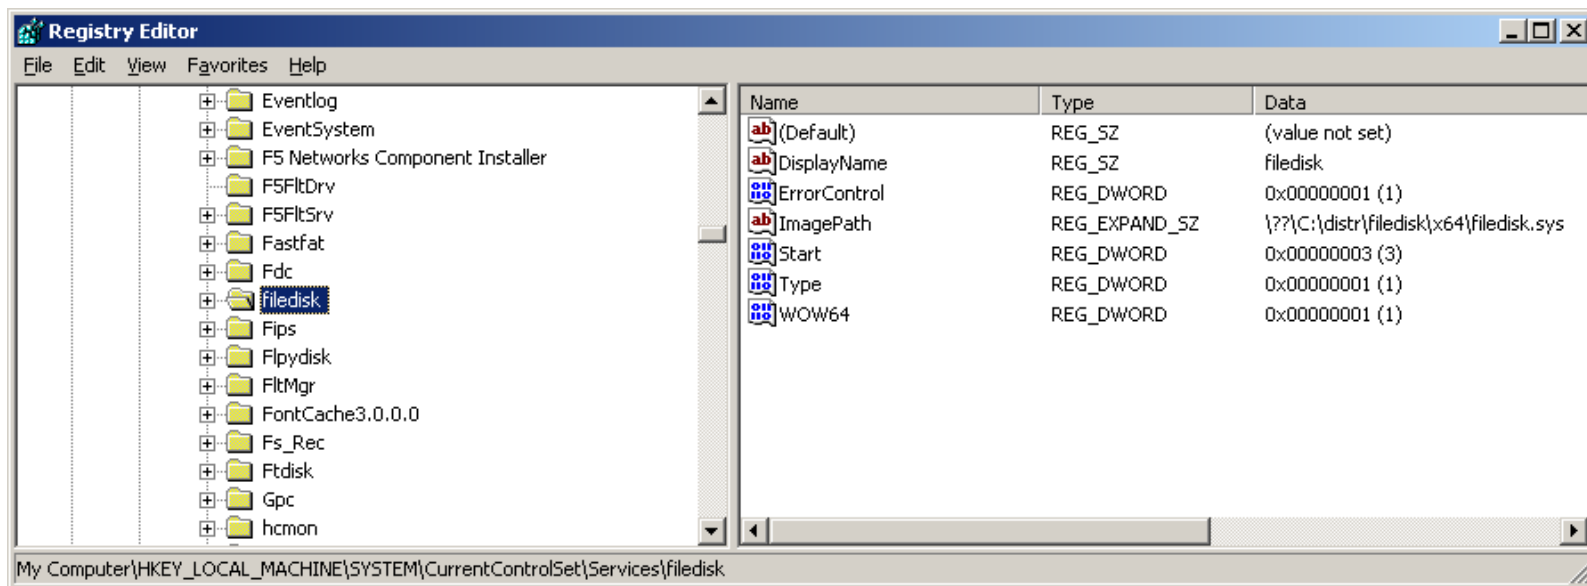 Registry Editor
File Edit View Favorites Help
Eventlog
EventSystem
F5 Networks Component Installer
F5FltDrv
F5FltSrv
Fastfat
Fdc
filedisk
Fips
Flpydisk
FltMgr
FontCache3.0.0.0
Fs_Rec
Ftdisk
Gpc
hcmon
Name Type Data
(Default) REG_SZ (value not set)
DisplayName REG_SZ filedisk
ErrorControl REG_DWORD 0x00000001 (1)
ImagePath REG_EXPAND_SZ \??\C:\distr\filedisk\x64\filedisk.sys
Start REG_DWORD 0x00000003 (3)
Type REG_DWORD 0x00000001 (1)
WOW64 REG_DWORD 0x00000001 (1)
My Computer\HKEY_LOCAL_MACHINE\SYSTEM\CurrentControlSet\Services\filedisk